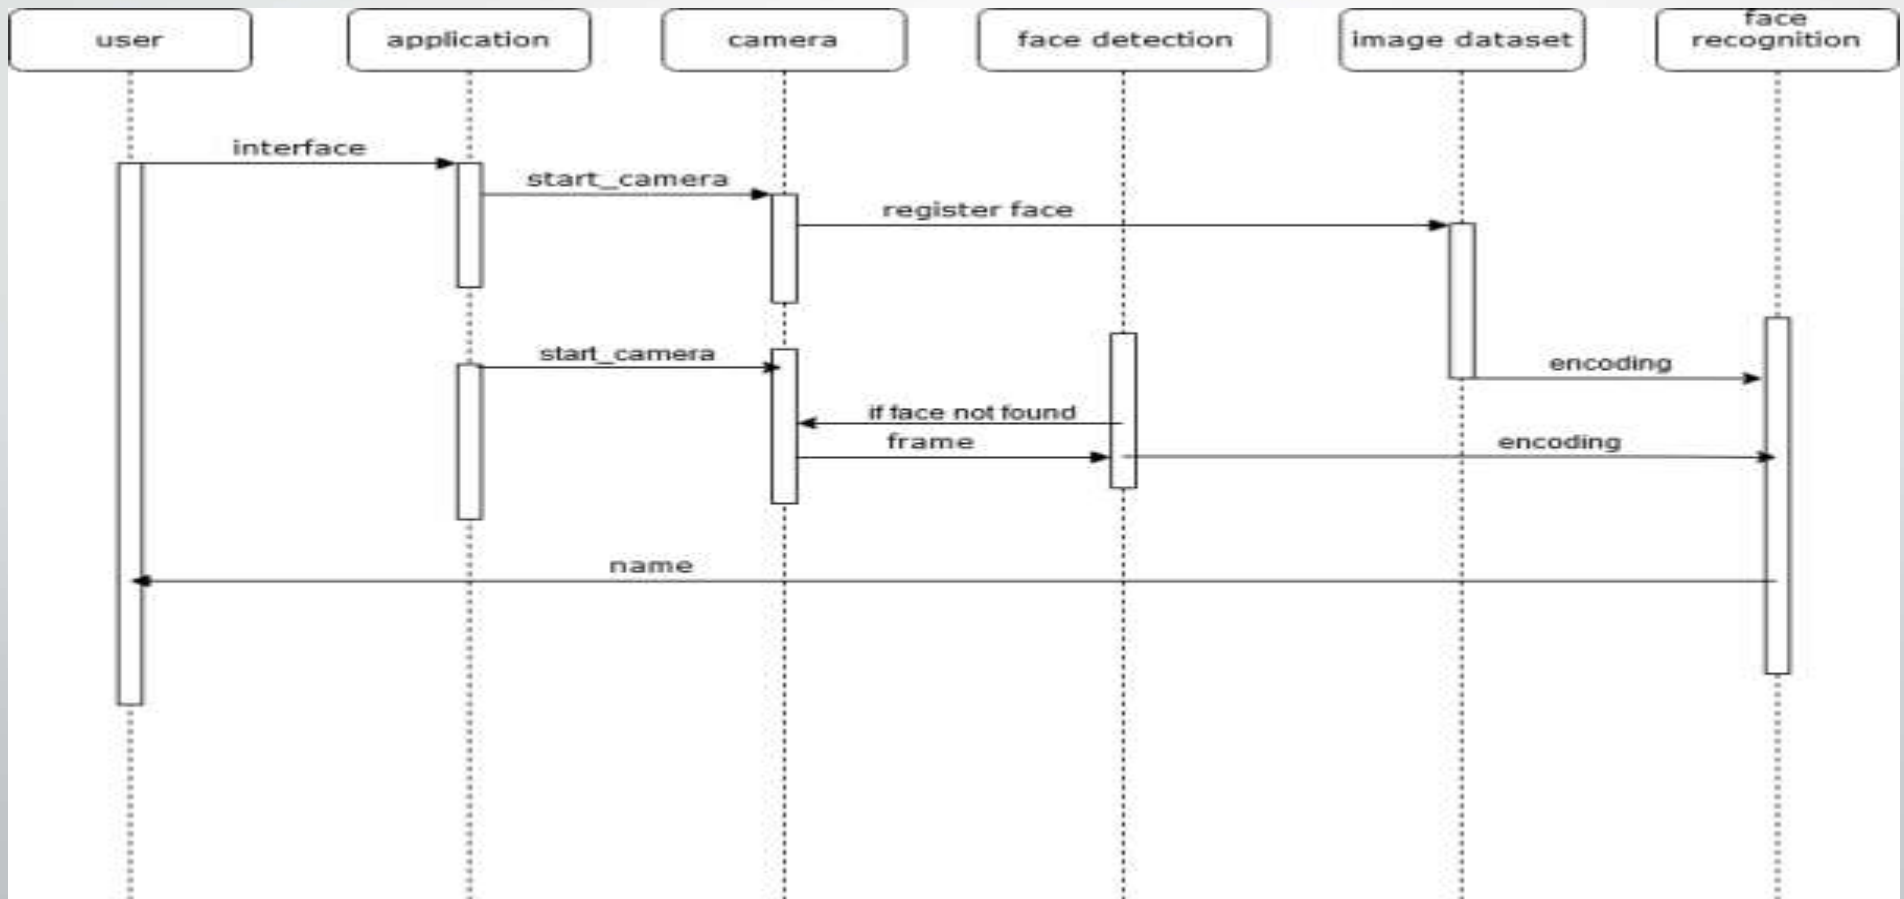 user
application
camera
face detection
image dataset
face
recognition
interface
start_camera
register face
start_camera
encoding
if face not found
frame
encoding
name